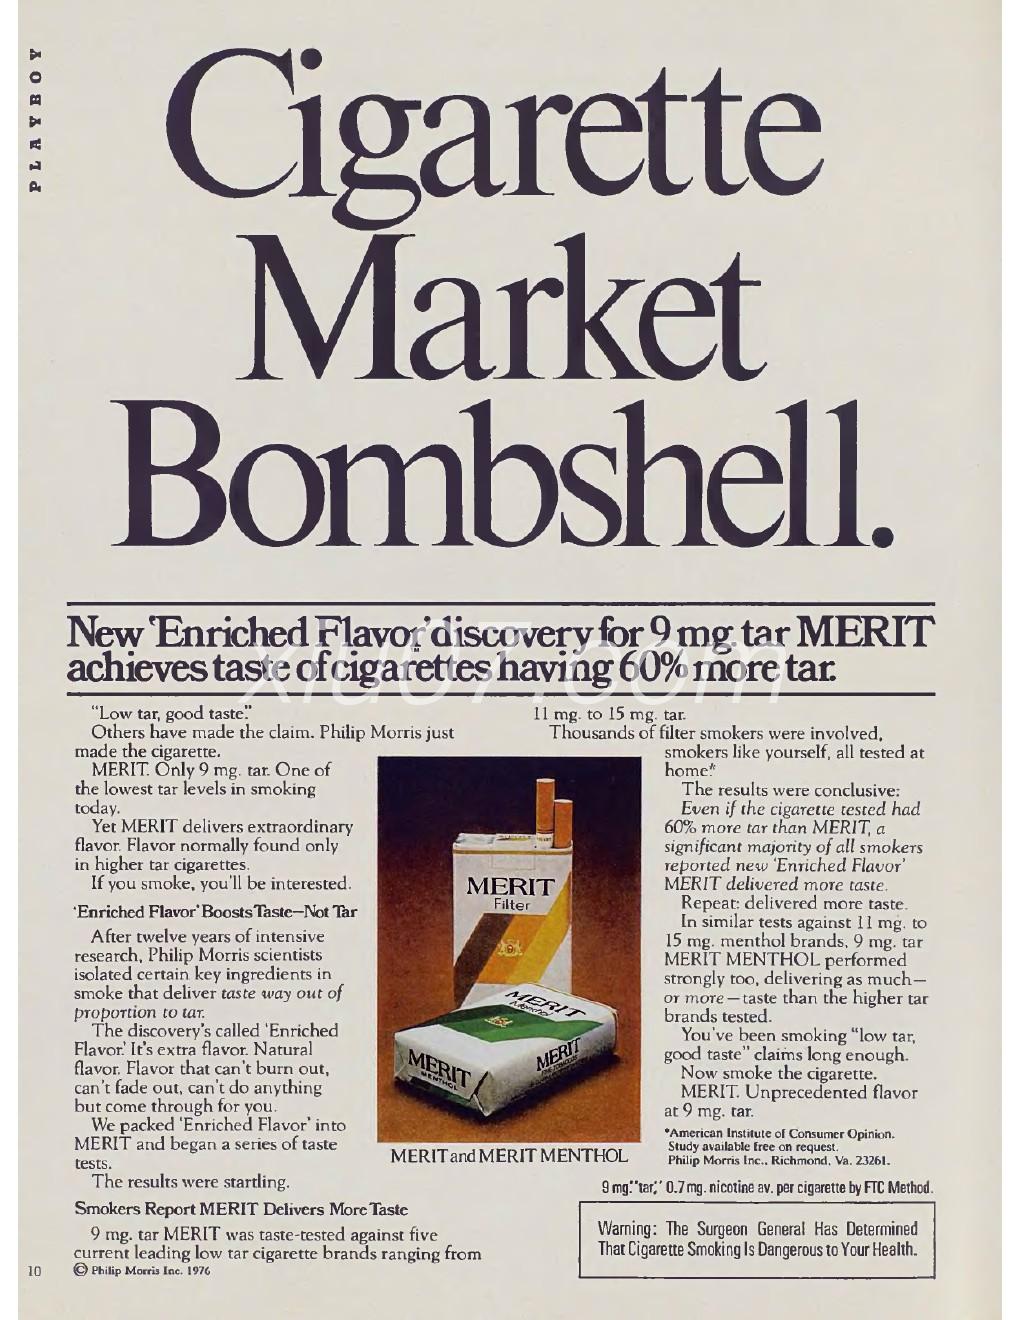 PLAYBOY
Cigarette
Market
Bombshell.
New 'Enriched Flavor' discovery for 9 mg. tar MERIT
achieves taste of cigarettes having 60% more tar.
xiu07.com
"Low tar, good taste."
Others have made the claim. Philip Morris just
made the cigarette.
MERIT. Only 9 mg. tar. One of
the lowest tar levels in smoking
today.
Yet MERIT delivers extraordinary
flavor. Flavor normally found only
in higher tar cigarettes.
If you smoke, you'll be interested.
'Enriched Flavor' Boosts Taste—Not Tar
After twelve years of intensive
research, Philip Morris scientists
isolated certain key ingredients in
smoke that deliver taste way out of
proportion to tar.
The discovery's called 'Enriched
Flavor.' It's extra flavor. Natural
flavor. Flavor that can't burn out,
can't fade out, can't do anything
but come through for you.
We packed 'Enriched Flavor' into
MERIT and began a series of taste
tests.
The results were startling.
Smokers Report MERIT Delivers More Taste
9 mg. tar MERIT was taste-tested against five
current leading low tar cigarette brands ranging from
11 mg. to 15 mg. tar.
Thousands of filter smokers were involved,
smokers like yourself, all tested at
home.*
The results were conclusive:
Even if the cigarette tested had
60% more tar than MERIT, a
significant majority of all smokers
reported new 'Enriched Flavor'
MERIT delivered more taste.
Repeat: delivered more taste.
In similar tests against 11 mg. to
15 mg. menthol brands, 9 mg. tar
MERIT MENTHOL performed
strongly too, delivering as much—
or more—taste than the higher tar
brands tested.
You've been smoking "low tar,
good taste" claims long enough.
Now smoke the cigarette.
MERIT. Unprecedented flavor
at 9 mg. tar.
*American Institute of Consumer Opinion.
Study available free on request.
Philip Morris Inc., Richmond, Va. 23261.
MERIT
Filter
MERIT
Menthol
MERIT
MENTHOL
MERIT
MERIT and MERIT MENTHOL
9 mg. "tar," 0.7 mg. nicotine av. per cigarette by FTC Method.
Warning: The Surgeon General Has Determined
That Cigarette Smoking Is Dangerous to Your Health.
10
© Philip Morris Inc. 1976